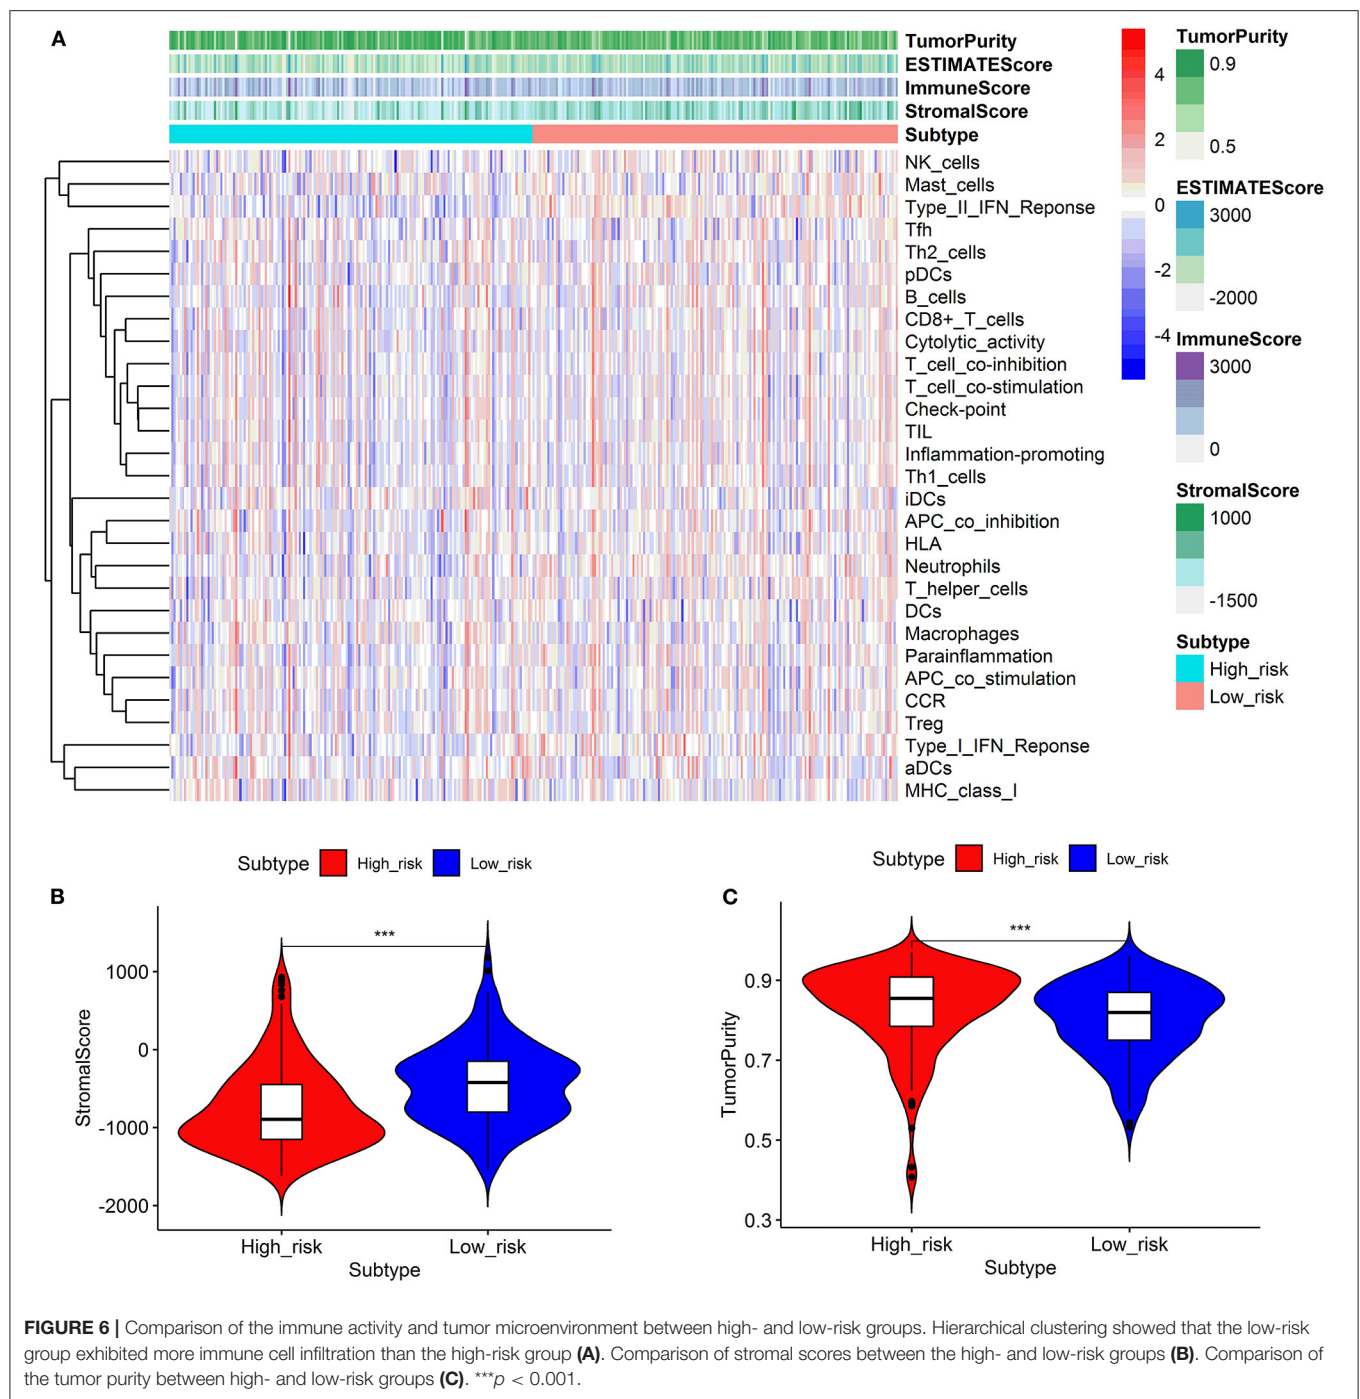 A
TumorPurity
ESTIMATEScore
ImmuneScore
StromalScore
Subtype
NK_cells
Mast_cells
Type_II_IFN_Reponse
Tfh
Th2_cells
pDCs
B_cells
CD8+_T_cells
Cytolytic_activity
T_cell_co-inhibition
T_cell_co-stimulation
Check-point
TIL
Inflammation-promoting
Th1_cells
iDCs
APC_co_inhibition
HLA
Neutrophils
T_helper_cells
DCs
Macrophages
Parainflammation
APC_co_stimulation
CCR
Treg
Type_I_IFN_Reponse
aDCs
MHC_class_I
4
2
0
-2
-4
TumorPurity
0.9
0.5
ESTIMATEScore
3000
-2000
ImmuneScore
3000
0
StromalScore
1000
-1500
Subtype
High_risk
Low_risk
Subtype High_risk Low_risk
B
***
1000
0
-1000
-2000
StromalScore
High_risk Low_risk
Subtype
Subtype High_risk Low_risk
C
***
0.9
0.7
0.5
0.3
TumorPurity
High_risk Low_risk
Subtype
FIGURE 6 | Comparison of the immune activity and tumor microenvironment between high- and low-risk groups. Hierarchical clustering showed that the low-risk
group exhibited more immune cell infiltration than the high-risk group (A). Comparison of stromal scores between the high- and low-risk groups (B). Comparison of
the tumor purity between high- and low-risk groups (C). ***p < 0.001.